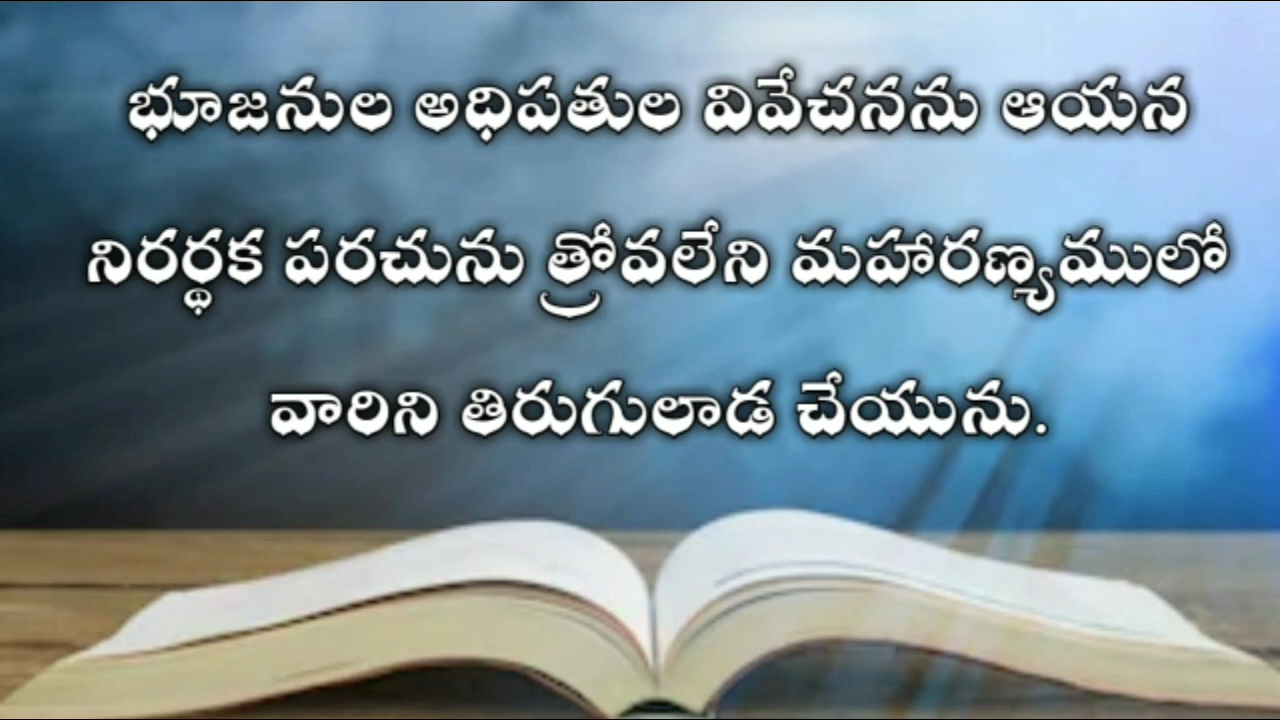 భూజనుల అధిపతుల వివేచనను ఆయన
నిరర్థక పరచును త్రోవలేని మహారణ్యములో
వారిని తిరుగులాడ చేయును.